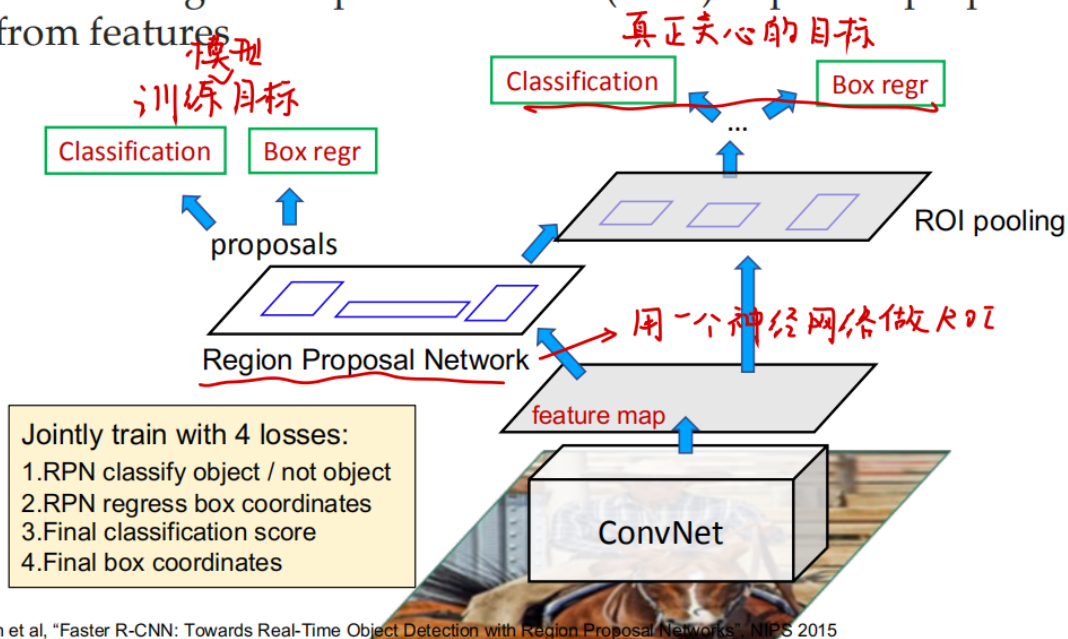 from features
模型
训练目标
真正关心的目标
Classification
Box regr
Classification
Box regr
...
proposals
ROI pooling
用一个神经网络做ROI
Region Proposal Network
feature map
Jointly train with 4 losses:
1.RPN classify object / not object
2.RPN regress box coordinates
3.Final classification score
4.Final box coordinates
ConvNet
et al, “Faster R-CNN: Towards Real-Time Object Detection with Region Proposal Networks”, NIPS 2015